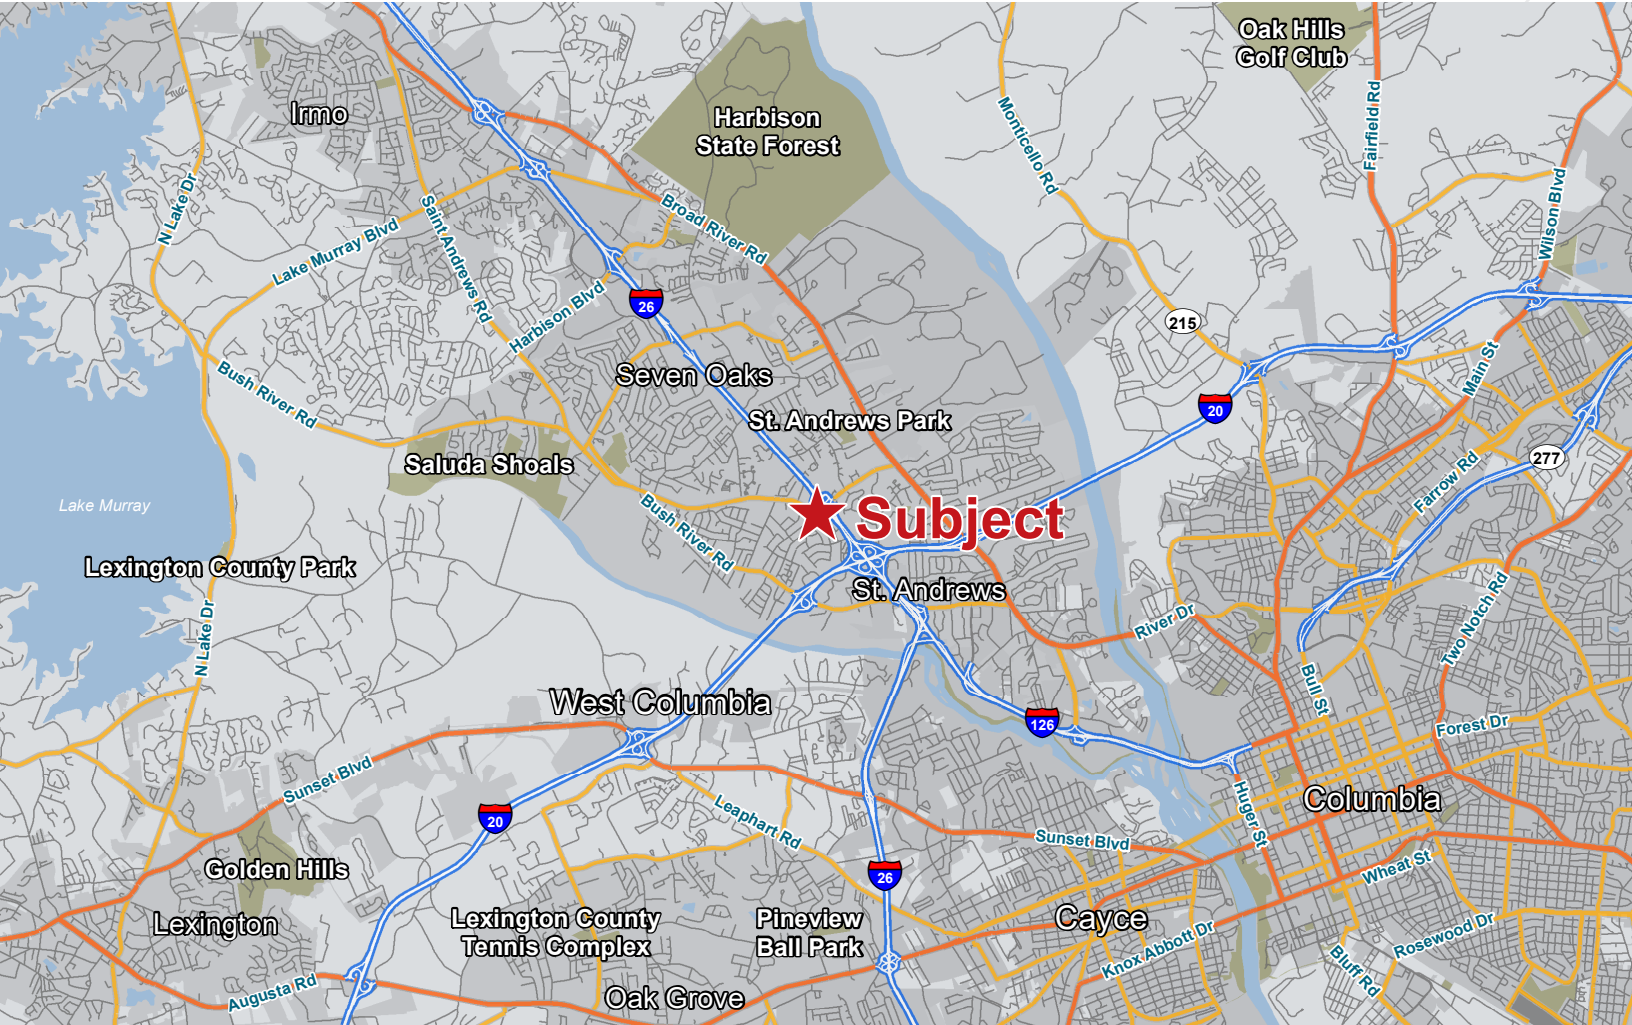 Oak Hills
Golf Club
Irmo
Harbison
State Forest
Monticello Rd
Fairfield Rd
N Lake Dr
Saint Andrews Rd
Lake Murray Blvd
Broad River Rd
Wilson Blvd
Harbison Blvd
26
215
Bush River Rd
Seven Oaks
Main St
20
St. Andrews Park
Saluda Shoals
277
Farrow Rd
Lake Murray
Bush River Rd
Subject
Lexington County Park
St. Andrews
N Lake Dr
River Dr
Two Notch Rd
West Columbia
Bull St
126
Forest Dr
Sunset Blvd
Huger St
Columbia
20
Leaphart Rd
Sunset Blvd
Golden Hills
26
Wheat St
Lexington
Lexington County
Tennis Complex
Pineview
Ball Park
Cayce
Knox Abbott Dr
Rosewood Dr
Bluff Rd
Augusta Rd
Oak Grove